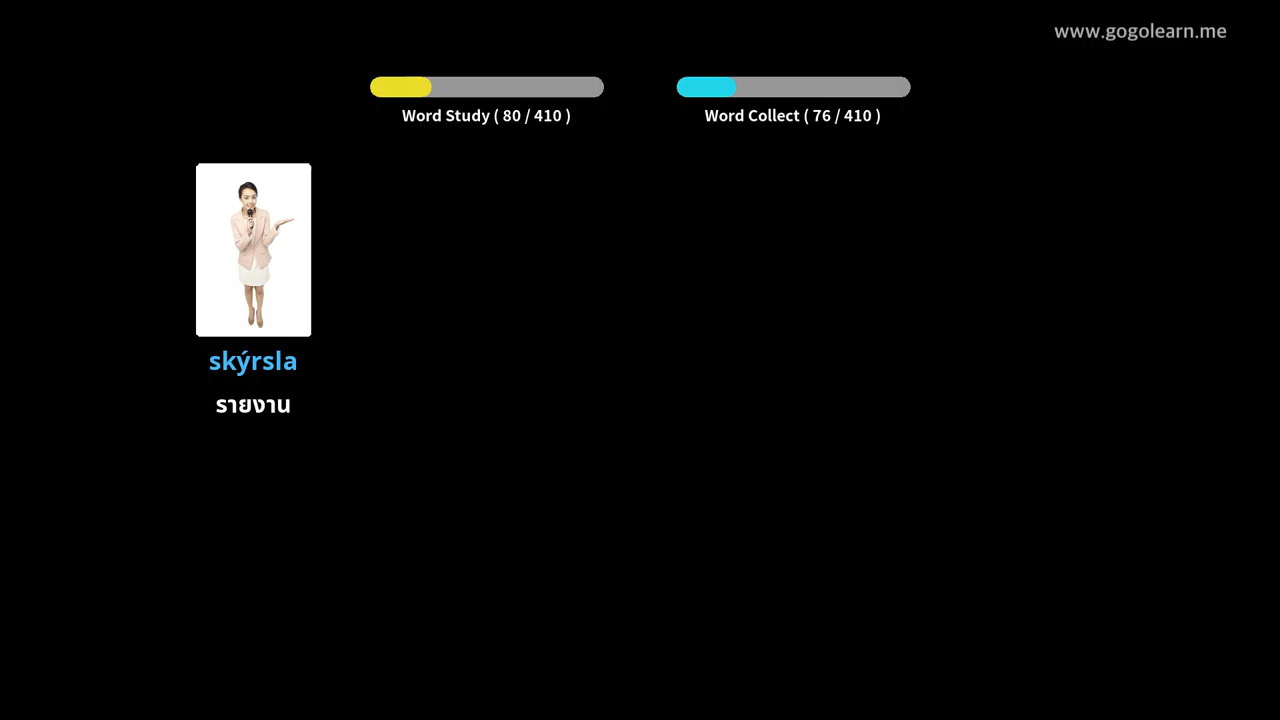 www.gogolearn.me
Word Study ( 80 / 410 )
Word Collect ( 76 / 410 )
skýrsla
รายงาน